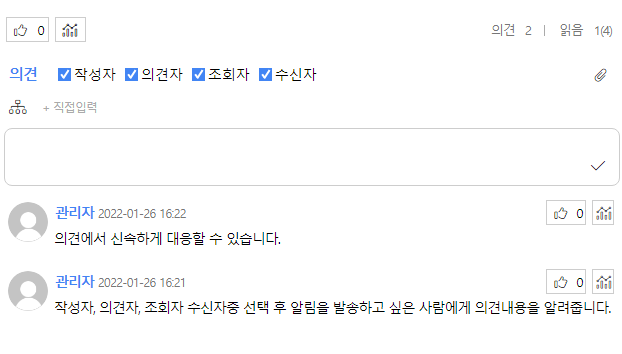 0 의견 2 | 읽음 1(4)
의견 작성자 의견자 조회자 수신자
+ 직접입력
관리자 2022-01-26 16:22 0
의견에서 신속하게 대응할 수 있습니다.
관리자 2022-01-26 16:21 0
작성자, 의견자, 조회자 수신자중 선택 후 알림을 발송하고 싶은 사람에게 의견내용을 알려줍니다.